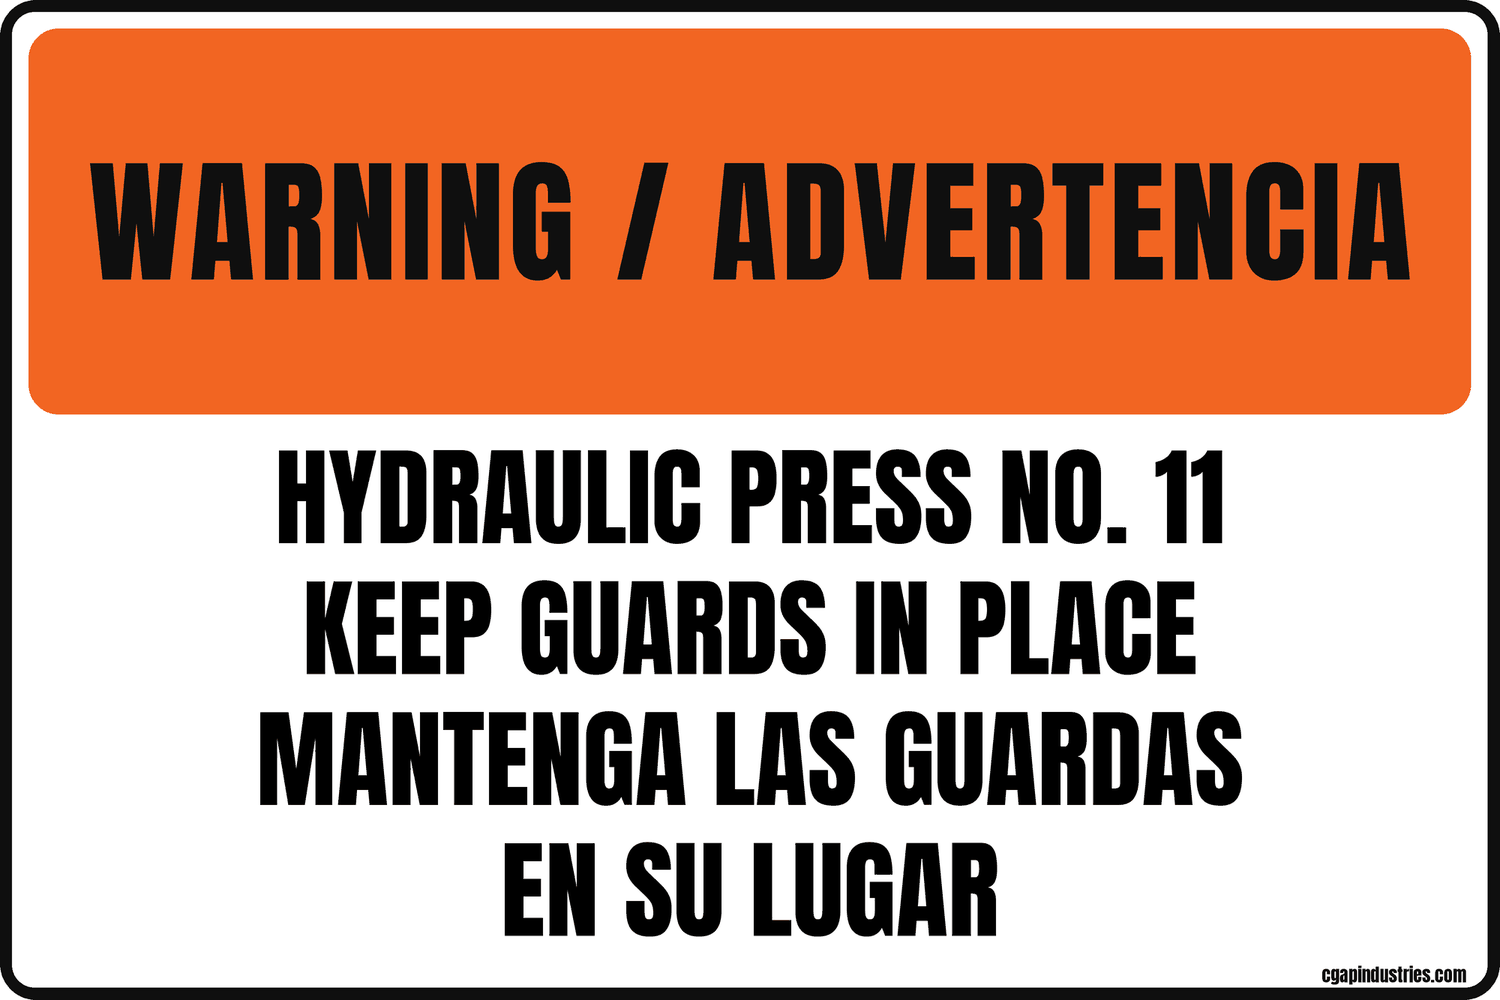 WARNING / ADVERTENCIA
HYDRAULIC PRESS NO. 11
KEEP GUARDS IN PLACE
MANTENGA LAS GUARDAS
EN SU LUGAR
cgapindustries.com